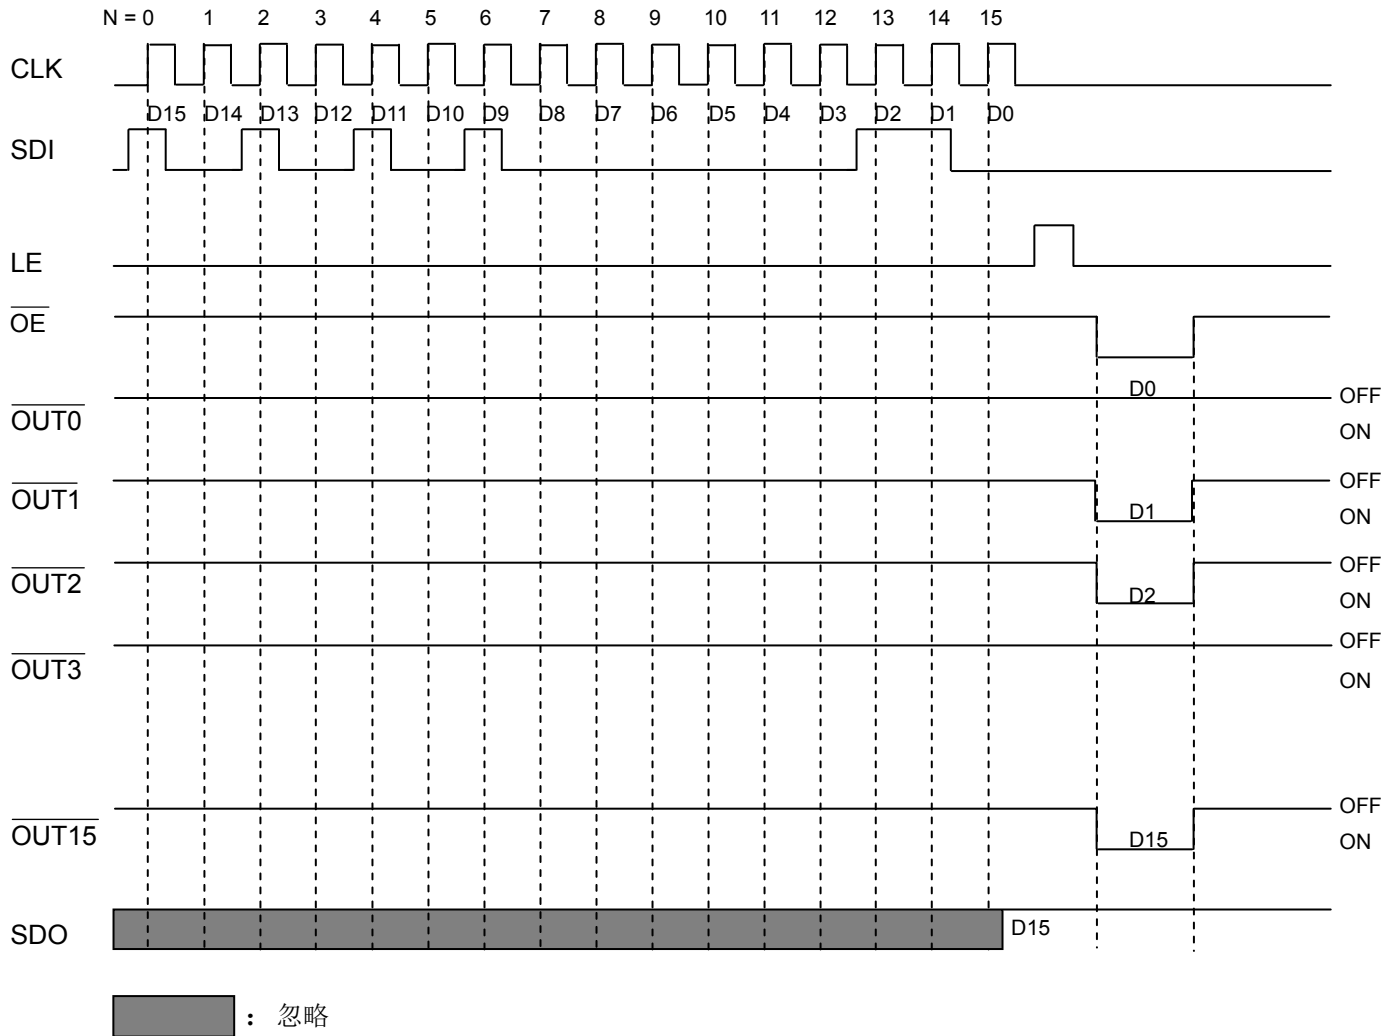 N = 0 1 2 3 4 5 6 7 8 9 10 11 12 13 14 15
CLK
D15 D14 D13 D12 D11 D10 D9 D8 D7 D6 D5 D4 D3 D2 D1 D0
SDI
LE
OE
D0
OFF
OUT0
ON
OFF
OUT1
D1
ON
OFF
OUT2
D2
ON
OFF
OUT3
ON
OFF
OUT15
D15
ON
SDO
D15
： 忽略